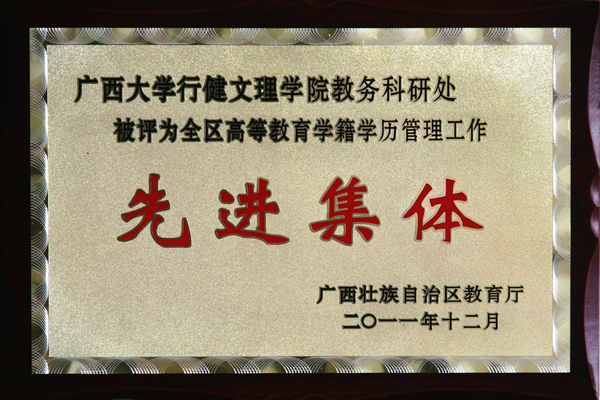 广西大学行健文理学院教务科研处
被评为全区高等教育学籍学历管理工作
先进集体
广西壮族自治区教育厅
二〇一一年十二月